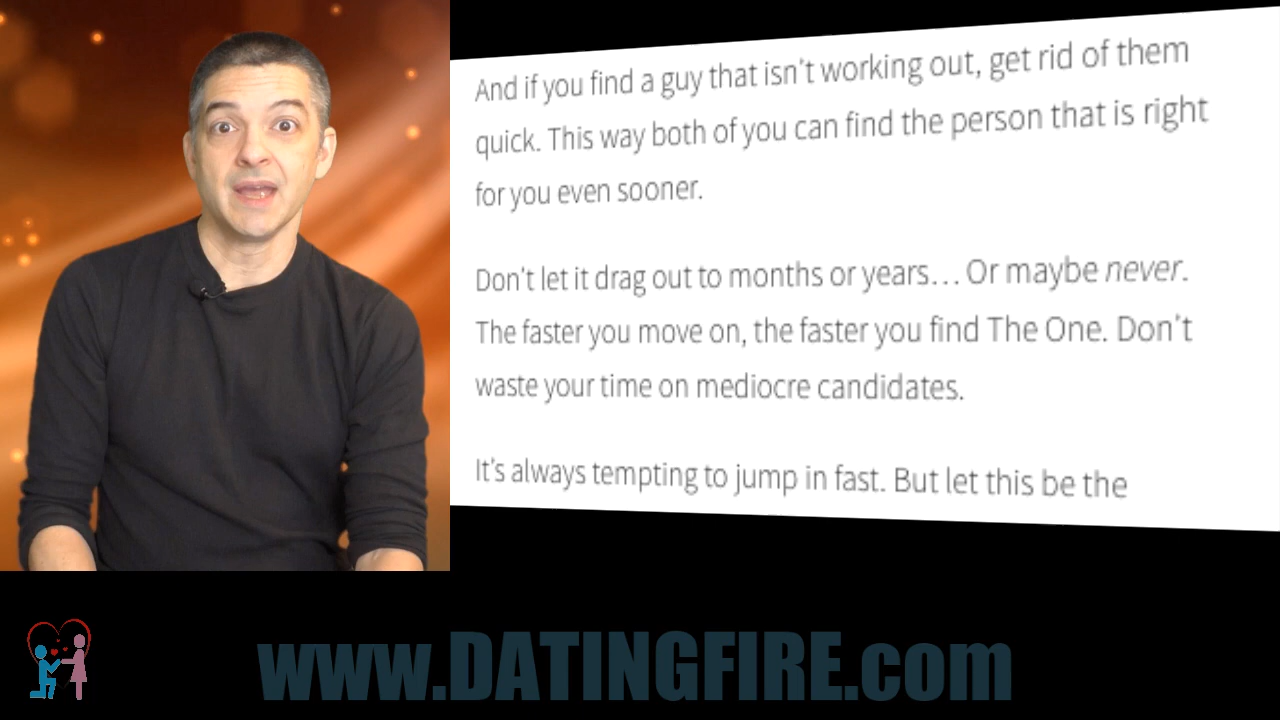 And if you find a guy that isn't working out, get rid of them
quick. This way both of you can find the person that is right
for you even sooner.
Don't let it drag out to months or years... Or maybe never.
The faster you move on, the faster you find The One. Don't
waste your time on mediocre candidates.
It's always tempting to jump in fast. But let this be the
www.DATINGFIRE.com